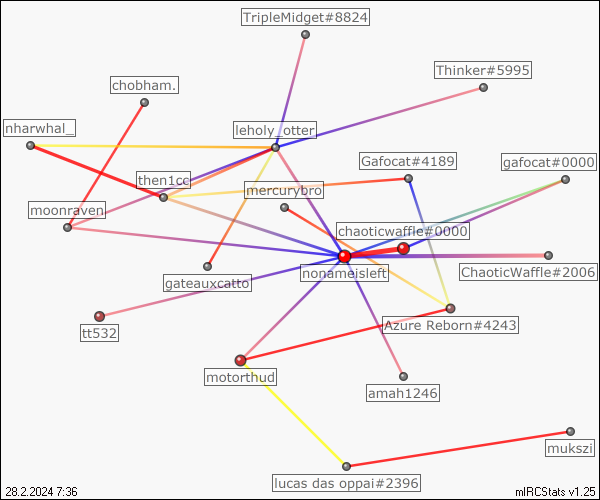 TripleMidget#8824
Thinker#5995
chobham.
nharwhal_
leholy_otter
Gafocat#4189
gafocat#0000
then1cc
mercurybro
moonraven
chaoticwaffle#0000
nonameisleft
ChaoticWaffle#2006
gateauxcatto
tt532
Azure Reborn#4243
motorthud
amah1246
mukszi
lucas das oppai#2396
28.2.2024 7:36
mIRCStats v1.25